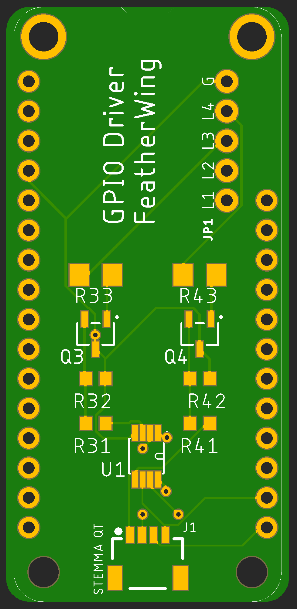 GPIO Driver
FeatherWing
G
L4
L3
L2
L1
JP1
R33
R43
Q3
Q4
R32
R42
R31
R41
U1
J1
STEMMA QT